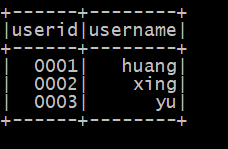 +------+--------+
|userid|username|
+------+--------+
|  0001|   huang|
|  0002|    xing|
|  0003|      yu|
+------+--------+